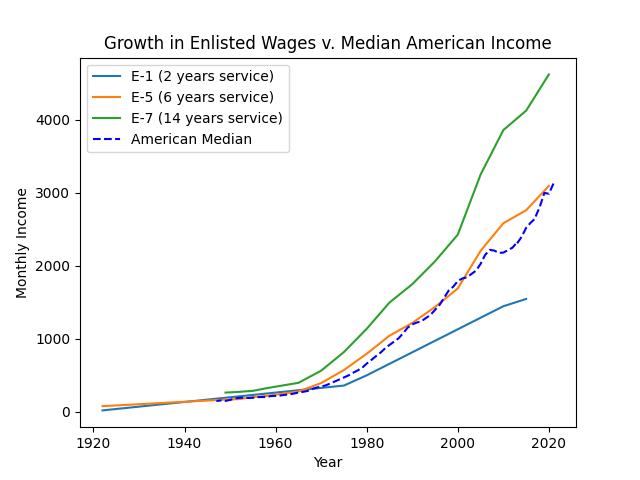 Growth in Enlisted Wages v. Median American Income
E-1 (2 years service)
E-5 (6 years service)
E-7 (14 years service)
American Median
Monthly Income
4000
3000
2000
1000
0
1920 1940 1960 1980 2000 2020
Year